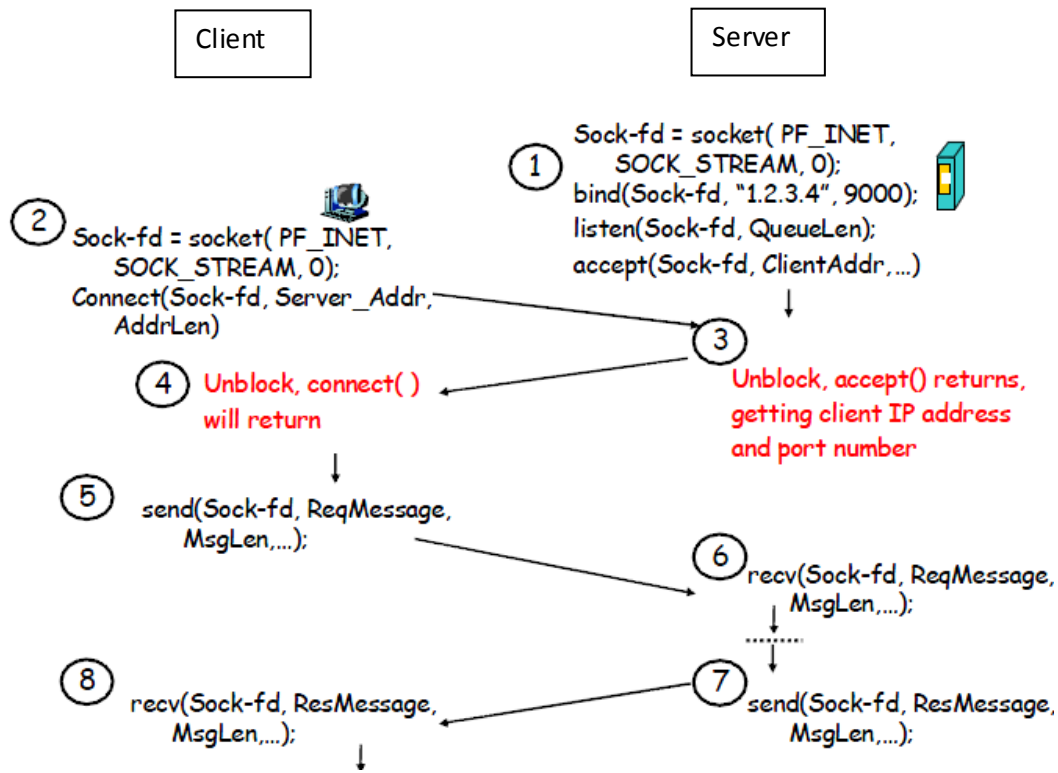 Client
Server
1
Sock-fd = socket( PF_INET,
SOCK_STREAM, 0);
bind(Sock-fd, “1.2.3.4”, 9000);
listen(Sock-fd, QueueLen);
accept(Sock-fd, ClientAddr,...)
2
Sock-fd = socket( PF_INET,
SOCK_STREAM, 0);
Connect(Sock-fd, Server_Addr,
AddrLen)
3
Unblock, accept() returns,
getting client IP address
and port number
4
Unblock, connect( )
will return
5
send(Sock-fd, ReqMessage,
MsgLen,...);
6
recv(Sock-fd, ReqMessage,
MsgLen,...);
7
send(Sock-fd, ResMessage,
MsgLen,...);
8
recv(Sock-fd, ResMessage,
MsgLen,...);